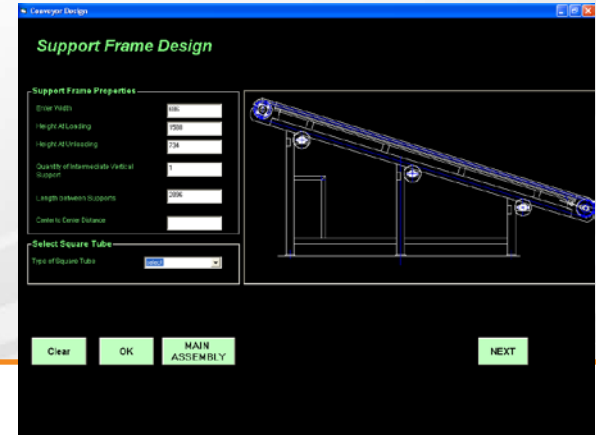 Conveyor Design
Support Frame Design
Support Frame Properties
Enter Width
Height At Loading
1500
Height At Unloading
734
Quantity of Intermediate Vertical
Support
1
Length between Supports
2896
Center to Center Distance
Select Square Tube
Type of Square Tube
Clear
OK
MAIN
ASSEMBLY
NEXT